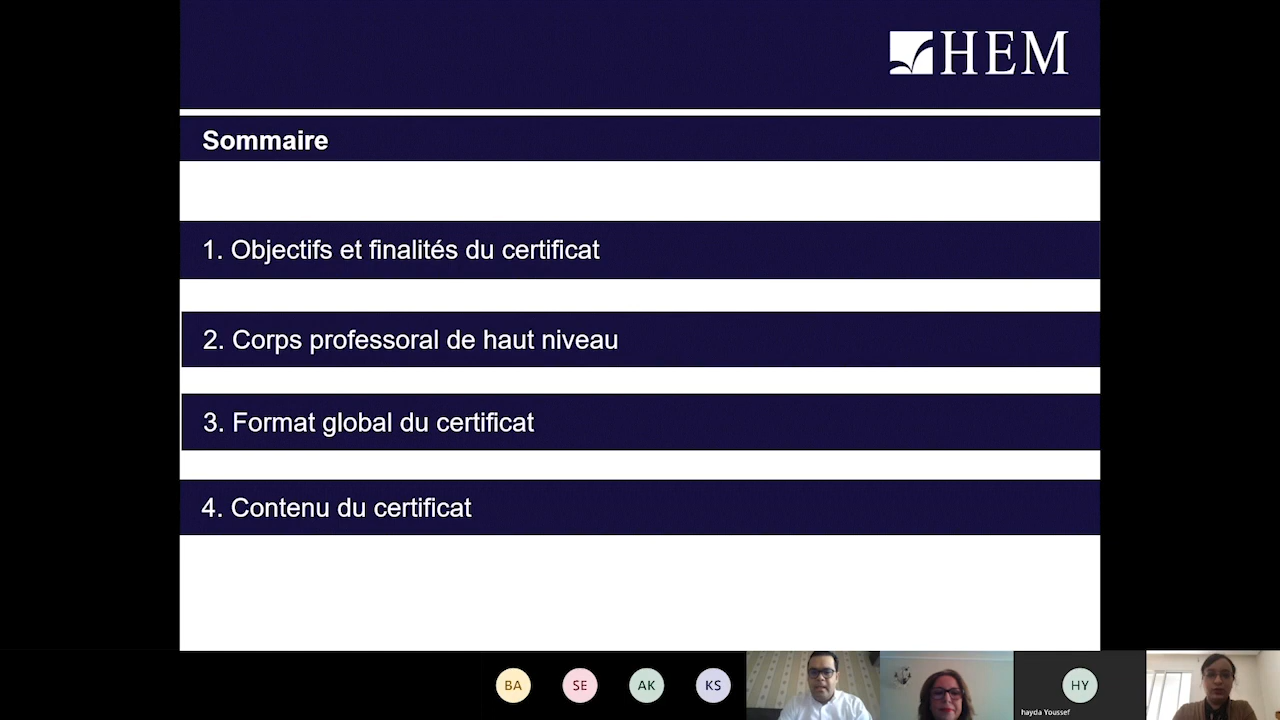 HEM
Sommaire
1. Objectifs et finalités du certificat
2. Corps professoral de haut niveau
3. Format global du certificat
4. Contenu du certificat
BA
SE
AK
KS
HY
hayda Youssef